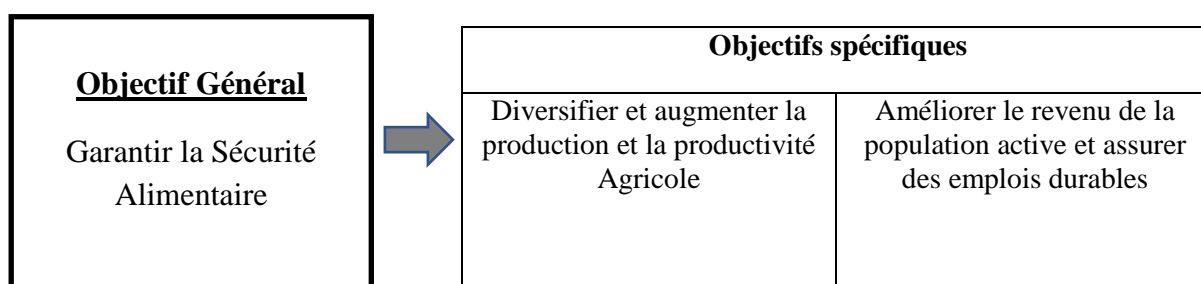 Objectif Général
Garantir la Sécurité
Alimentaire
Objectifs spécifiques
Diversifier et augmenter la
production et la productivité
Agricole
Améliorer le revenu de la
population active et assurer
des emplois durables